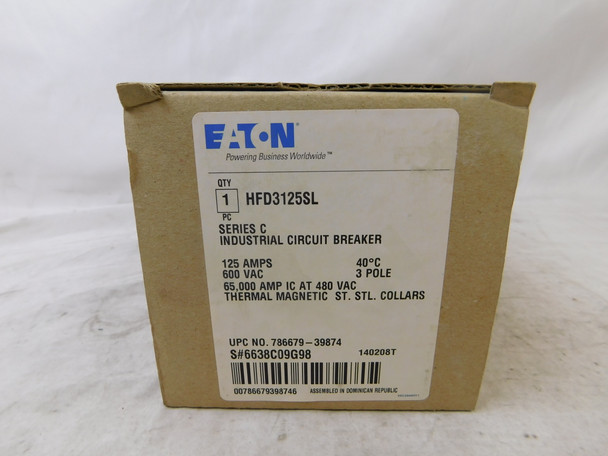 EATON
Powering Business Worldwide™
QTY
1 HFD3125SL
PC
SERIES C
INDUSTRIAL CIRCUIT BREAKER
125 AMPS 40°C
600 VAC 3 POLE
65,000 AMP IC AT 480 VAC
THERMAL MAGNETIC ST. STL. COLLARS
UPC NO. 786679-39874
S#6638C09G98 140208T
00786679398746 ASSEMBLED IN DOMINICAN REPUBLIC